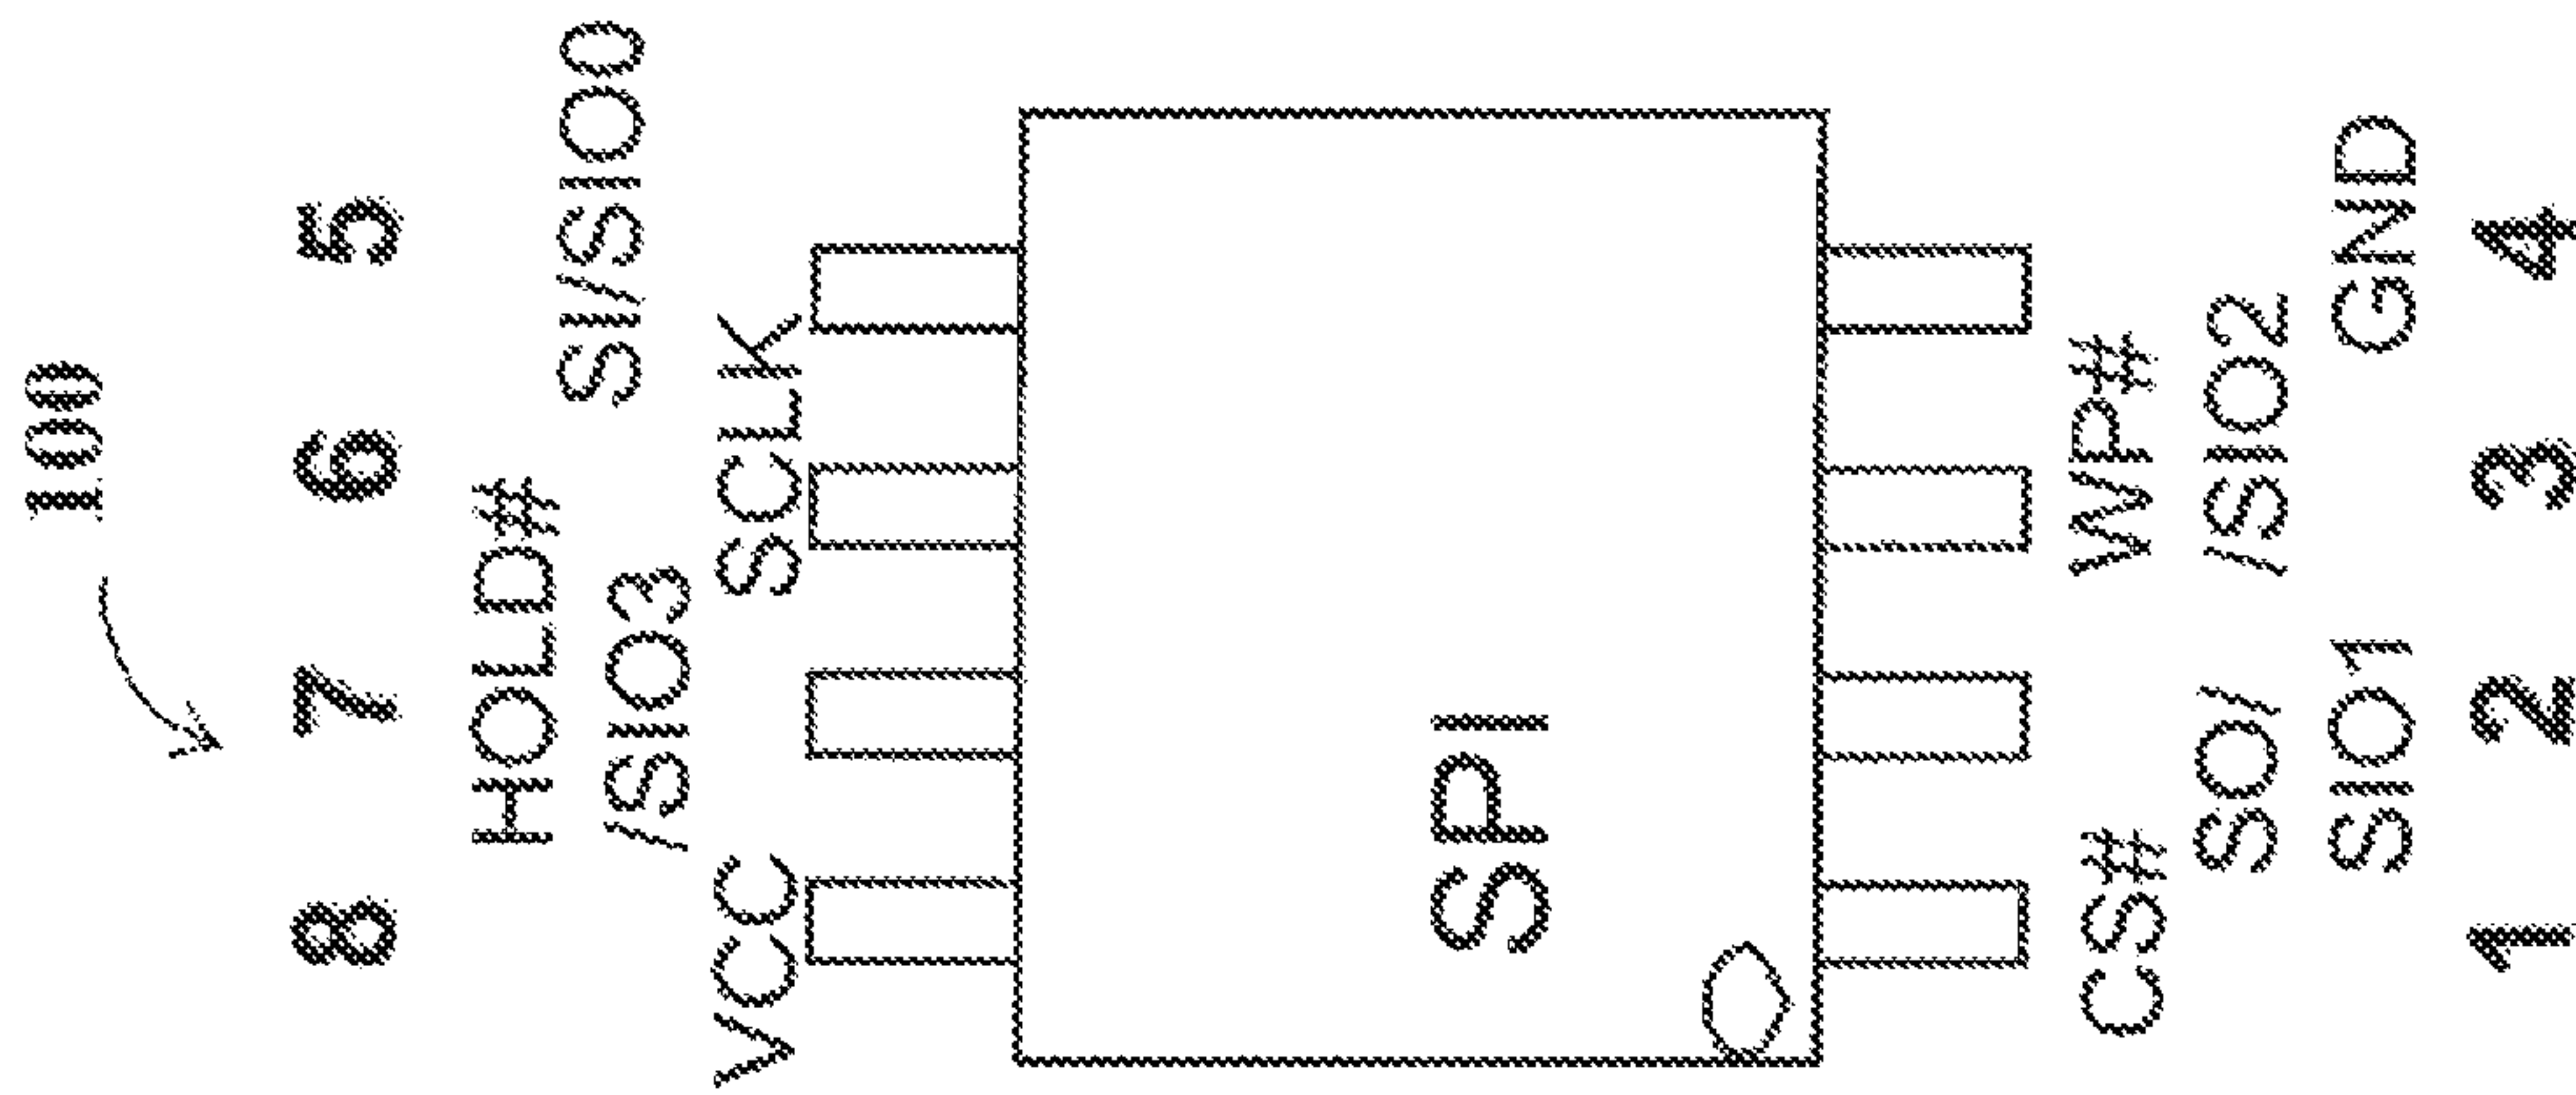 100
8 7 6 5
HOLD#
/SIO3
SI/SIO0
VCC
SCLK
SPI
CS#
WP#
SO/
/SIO2
SIO1
GND
1 2 3 4